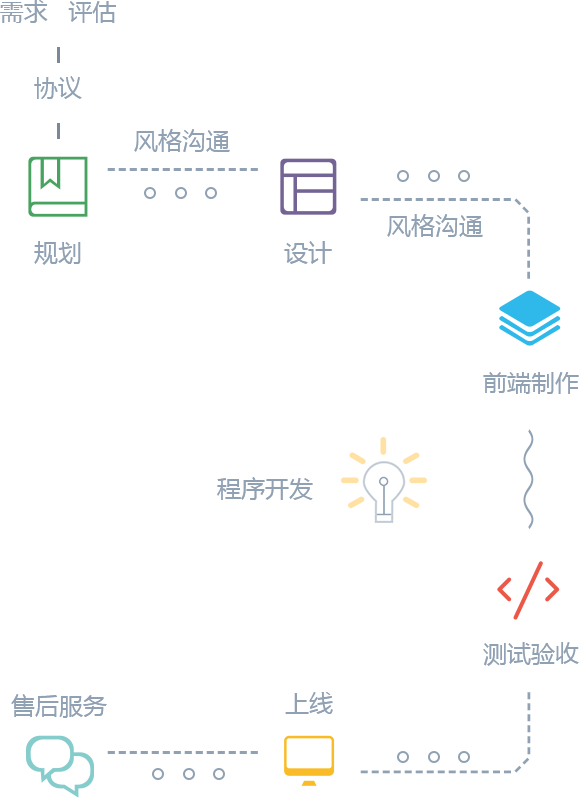 需求 评估
协议
风格沟通
规划
设计
风格沟通
前端制作
程序开发
测试验收
上线
售后服务